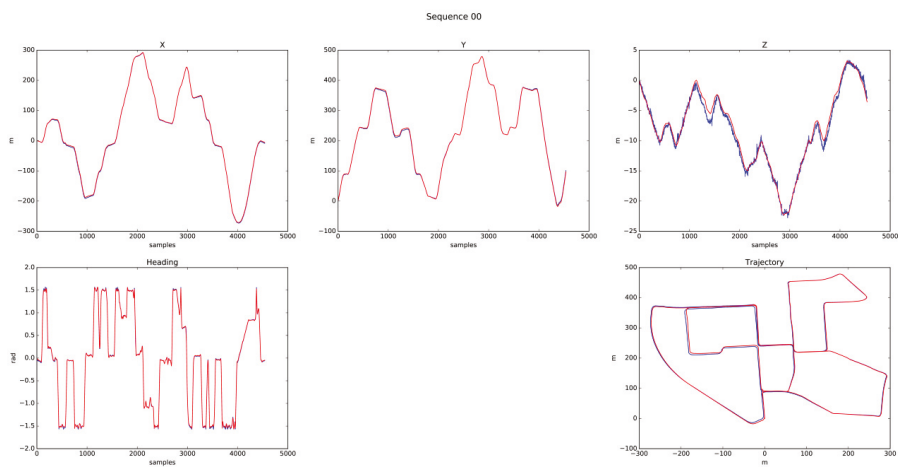 Sequence 00
X
300
200
100
0
−100
−200
−300
m
0 1000 2000 3000 4000 5000
samples
Y
500
400
300
200
100
0
−100
m
0 1000 2000 3000 4000 5000
samples
Z
5
0
−5
−10
−15
−20
−25
m
0 1000 2000 3000 4000 5000
samples
Heading
2.0
1.5
1.0
0.5
0.0
−0.5
−1.0
−1.5
−2.0
rad
0 1000 2000 3000 4000 5000
samples
Trajectory
500
400
300
200
100
0
−100
m
−300 −200 −100 0 100 200 300
m